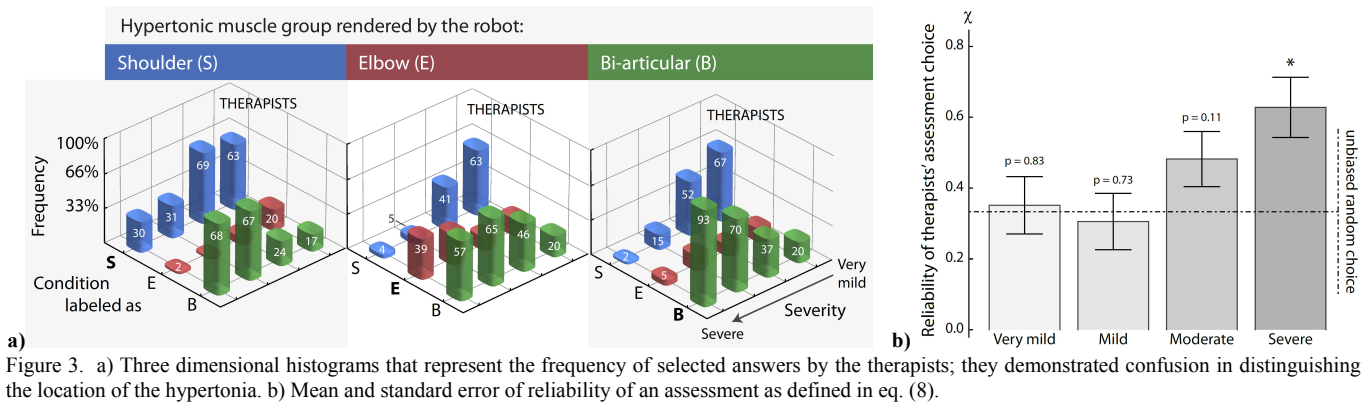 Hypertonic muscle group rendered by the robot:
Shoulder (S)
Elbow (E)
Bi-articular (B)
THERAPISTS
100%
66%
33%
Frequency
63
69
31
30
20
2
17
24
67
68
S
E
B
Condition
labeled as
THERAPISTS
63
41
5
4
39
20
46
65
57
S
E
B
THERAPISTS
67
52
15
2
5
20
37
70
93
S
E
B
Very
mild
Severity
Severe
a)
χ
Reliability of therapists' assessment choice
0.8
0.6
0.4
0.2
0.0
p = 0.83
p = 0.73
p = 0.11
*
unbiased random choice
Very mild
Mild
Moderate
Severe
b)
Figure 3. a) Three dimensional histograms that represent the frequency of selected answers by the therapists; they demonstrated confusion in distinguishing
the location of the hypertonia. b) Mean and standard error of reliability of an assessment as defined in eq. (8).